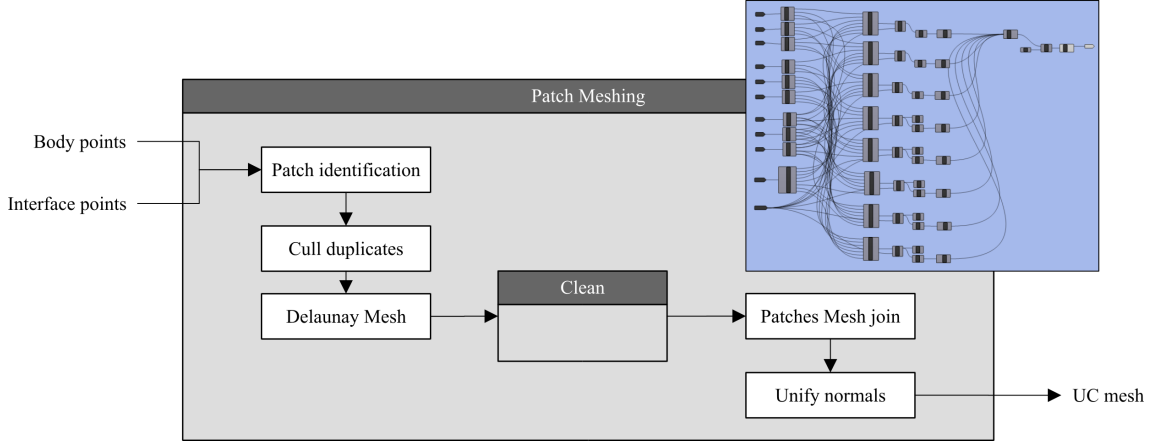 Patch Meshing
Body points
Interface points
Patch identification
Cull duplicates
Delaunay Mesh
Clean
Patches Mesh join
Unify normals
UC mesh